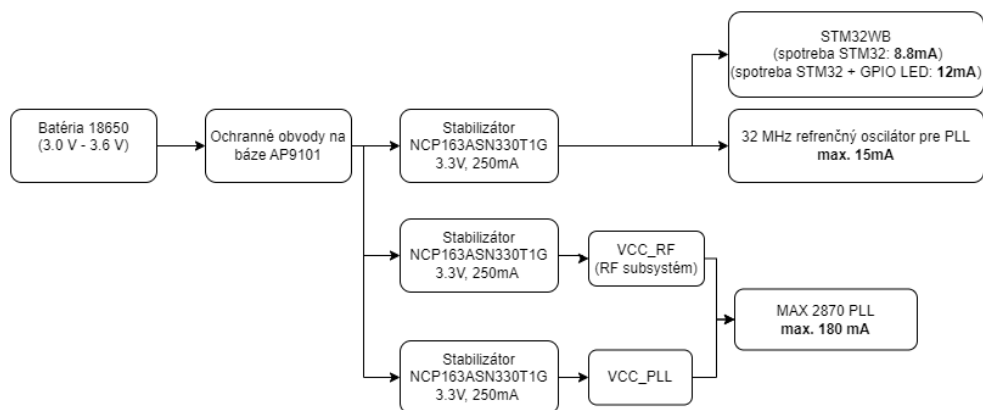 STM32WB
(spotreba STM32: 8.8mA)
(spotreba STM32 + GPIO LED: 12mA)
Batéria 18650
(3.0 V - 3.6 V)
Ochranné obvody na
báze AP9101
Stabilizátor
NCP163ASN330T1G
3.3V, 250mA
32 MHz refrenčný oscilátor pre PLL
max. 15mA
Stabilizátor
NCP163ASN330T1G
3.3V, 250mA
VCC_RF
(RF subsystém)
MAX 2870 PLL
max. 180 mA
Stabilizátor
NCP163ASN330T1G
3.3V, 250mA
VCC_PLL